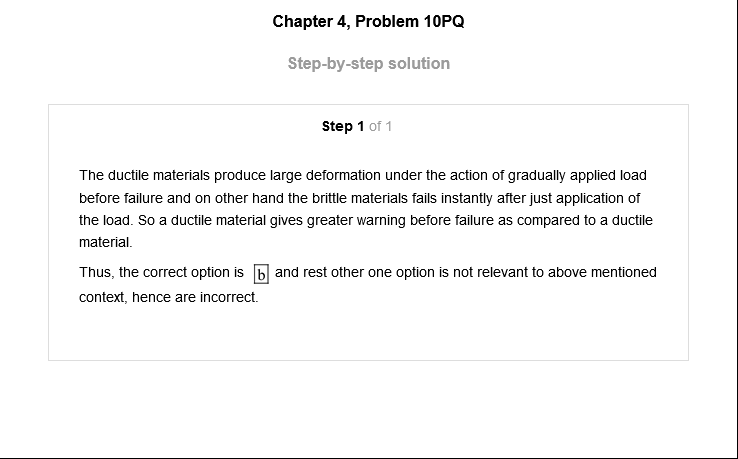 Chapter 4, Problem 10PQ
Step-by-step solution
Step 1 of 1
The ductile materials produce large deformation under the action of gradually applied load
before failure and on other hand the brittle materials fails instantly after just application of
the load. So a ductile material gives greater warning before failure as compared to a ductile
material.
Thus, the correct option is b and rest other one option is not relevant to above mentioned
context, hence are incorrect.